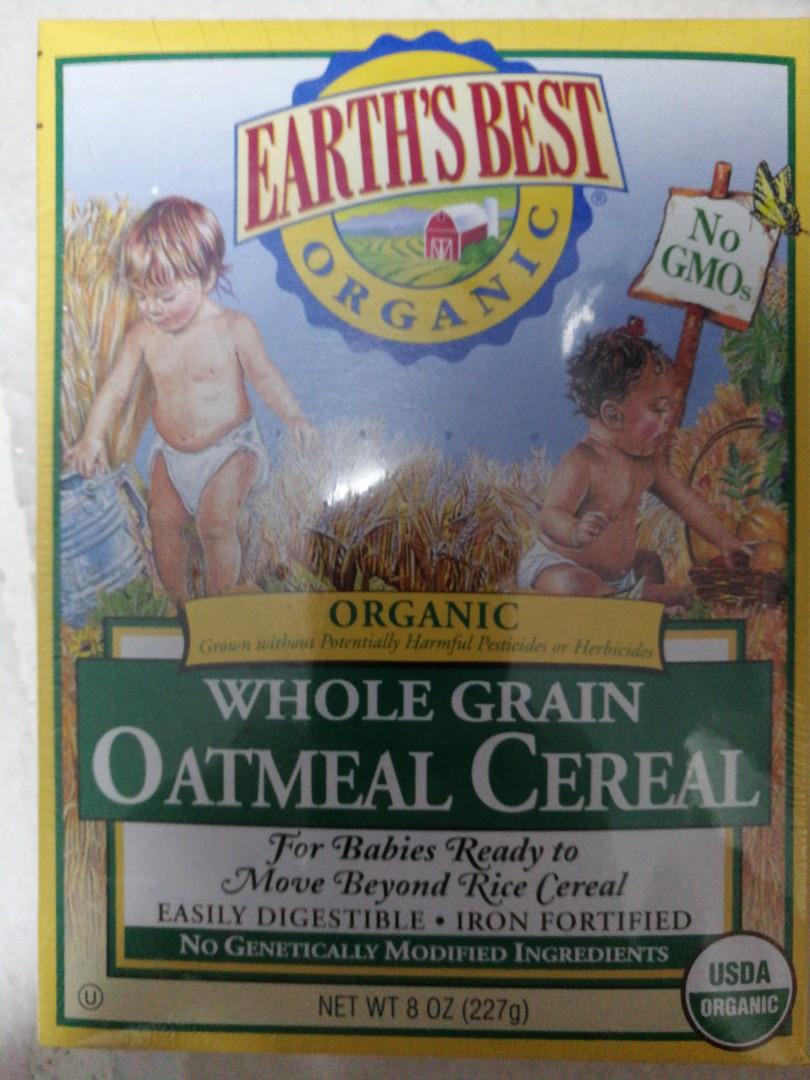 EARTH'S BEST
®
ORGANIC
No
GMOs
ORGANIC
Grown without Potentially Harmful Pesticides or Herbicides
WHOLE GRAIN
OATMEAL CEREAL
For Babies Ready to
Move Beyond Rice Cereal
EASILY DIGESTIBLE • IRON FORTIFIED
NO GENETICALLY MODIFIED INGREDIENTS
USDA
ORGANIC
U
NET WT 8 OZ (227g)